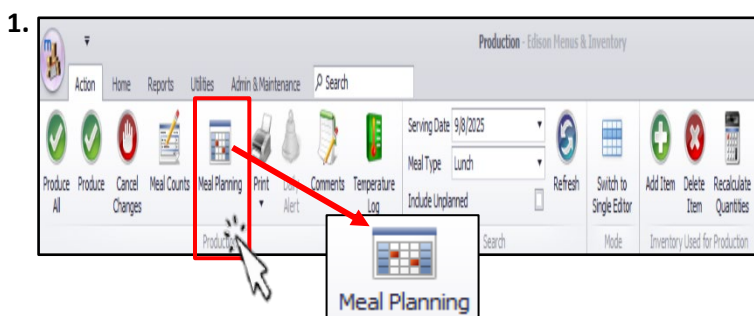 1.
Production - Edison Menus & Inventory
Action Home Reports Utilities Admin & Maintenance Search
Serving Date 9/8/2025
Meal Type Lunch
Include Unplanned
Produce All
Produce
Cancel Changes
Meal Counts
Meal Planning
Print
Daily Alert
Comments
Temperature Log
Refresh
Switch to Single Editor
Add Item
Delete Item
Recalculate Quantities
Search
Mode
Inventory Used for Production
Meal Planning